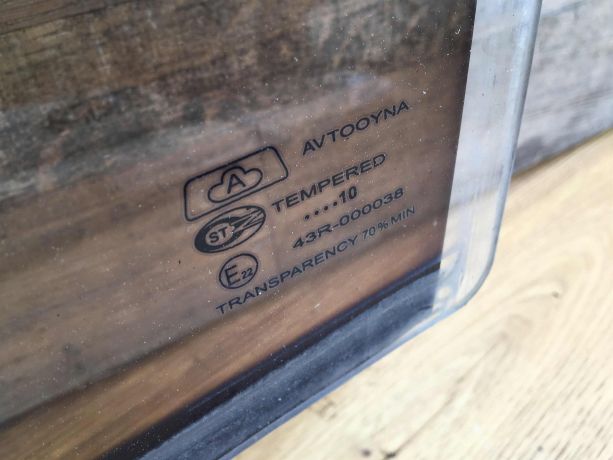 AVTOOYNA
A
TEMPERED
ST
....10
43R-000038
E22
TRANSPARENCY 70%MIN